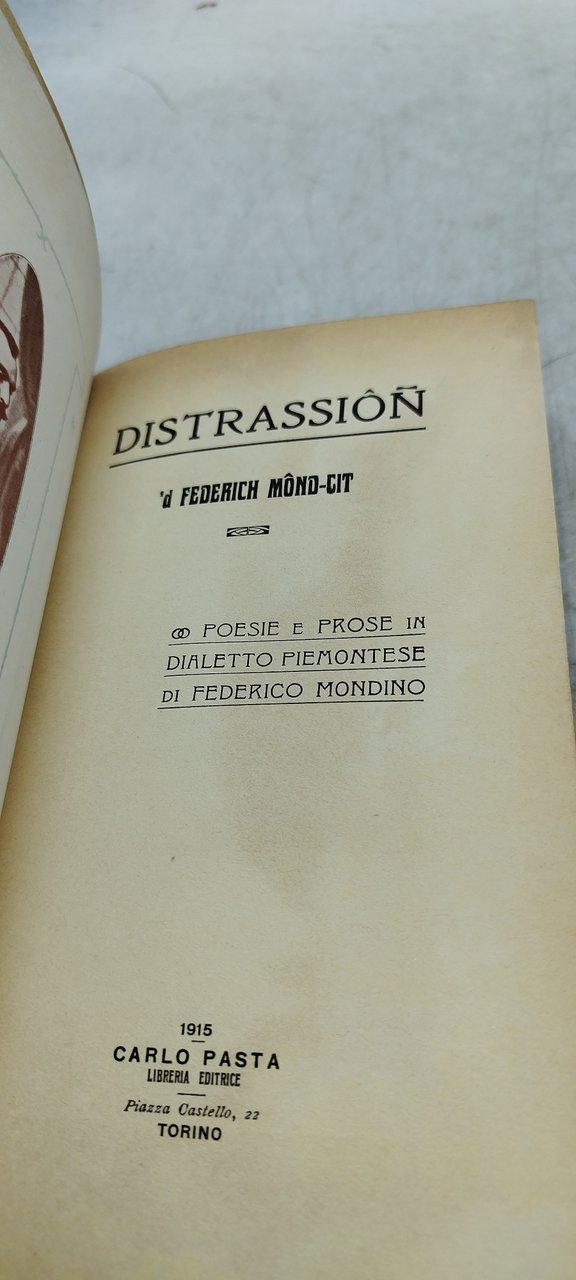 DISTRASSIÔN̈
'd FEDERICH MÔND-CIT
POESIE E PROSE IN
DIALETTO PIEMONTESE
DI FEDERICO MONDINO
1915
CARLO PASTA
LIBRERIA EDITRICE
Piazza Castello, 22
TORINO